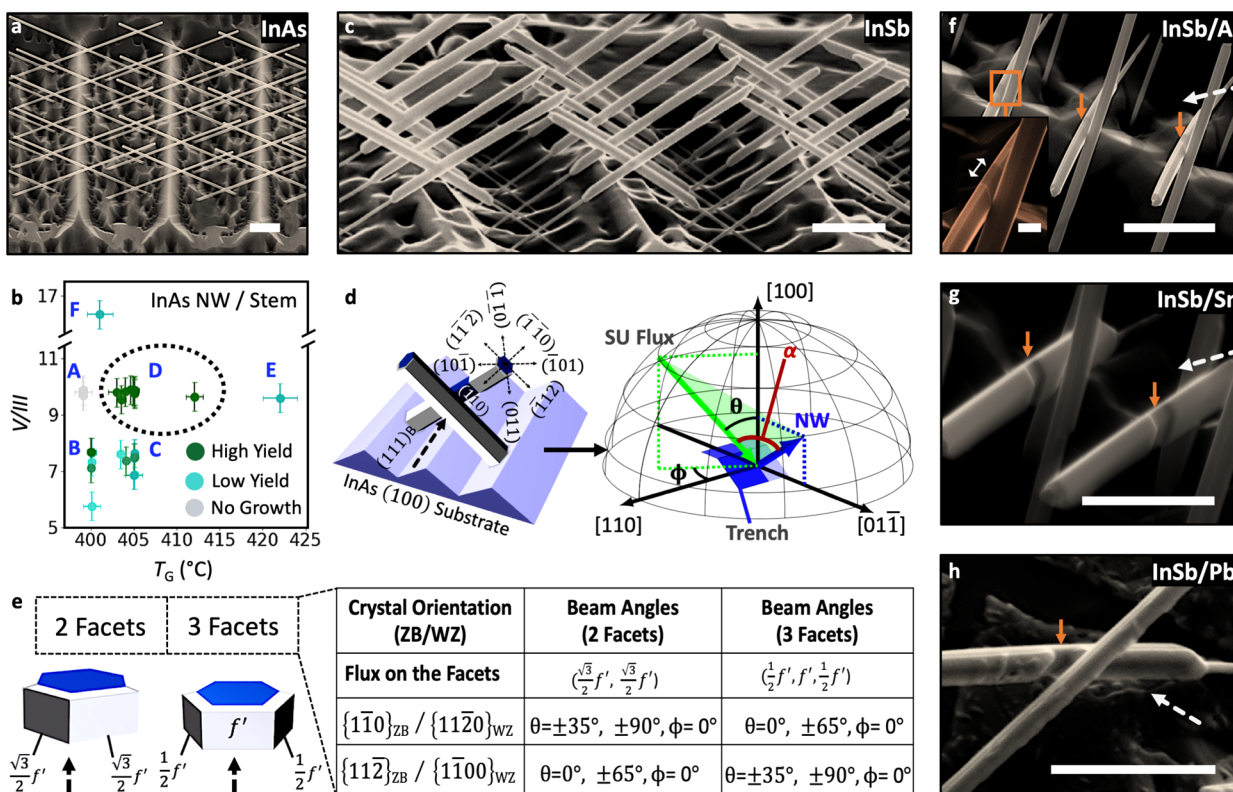 a
InAs
c
InSb
f
InSb/A
b
InAs NW / Stem
17
F
11
A
D
E
9
B
C
7
High Yield
Low Yield
No Growth
5
400 405 410 415 420 425
V/III
T_G (°C)
d
(11̄2)
(01̄1)
(1̄1̄0)
(101̄)
(1̄01)
(1̄12)
(011)
(111)_B
InAs (100) Substrate
[100]
SU Flux
α
θ
NW
ϕ
[110]
[011̄]
Trench
g
InSb/Sn
h
InSb/Pb
e
2 Facets
3 Facets
f′
√3/2 f′
√3/2 f′
1/2 f′
1/2 f′
Crystal Orientation
(ZB/WZ)
Beam Angles
(2 Facets)
Beam Angles
(3 Facets)
Flux on the Facets
(√3/2 f′, √3/2 f′)
(1/2 f′, f′, 1/2 f′)
{11̄0}ZB / {112̄0}WZ
θ=±35°, ±90°, ϕ= 0°
θ=0°, ±65°, ϕ= 0°
{112̄}ZB / {11̄00}WZ
θ=0°, ±65°, ϕ= 0°
θ=±35°, ±90°, ϕ= 0°